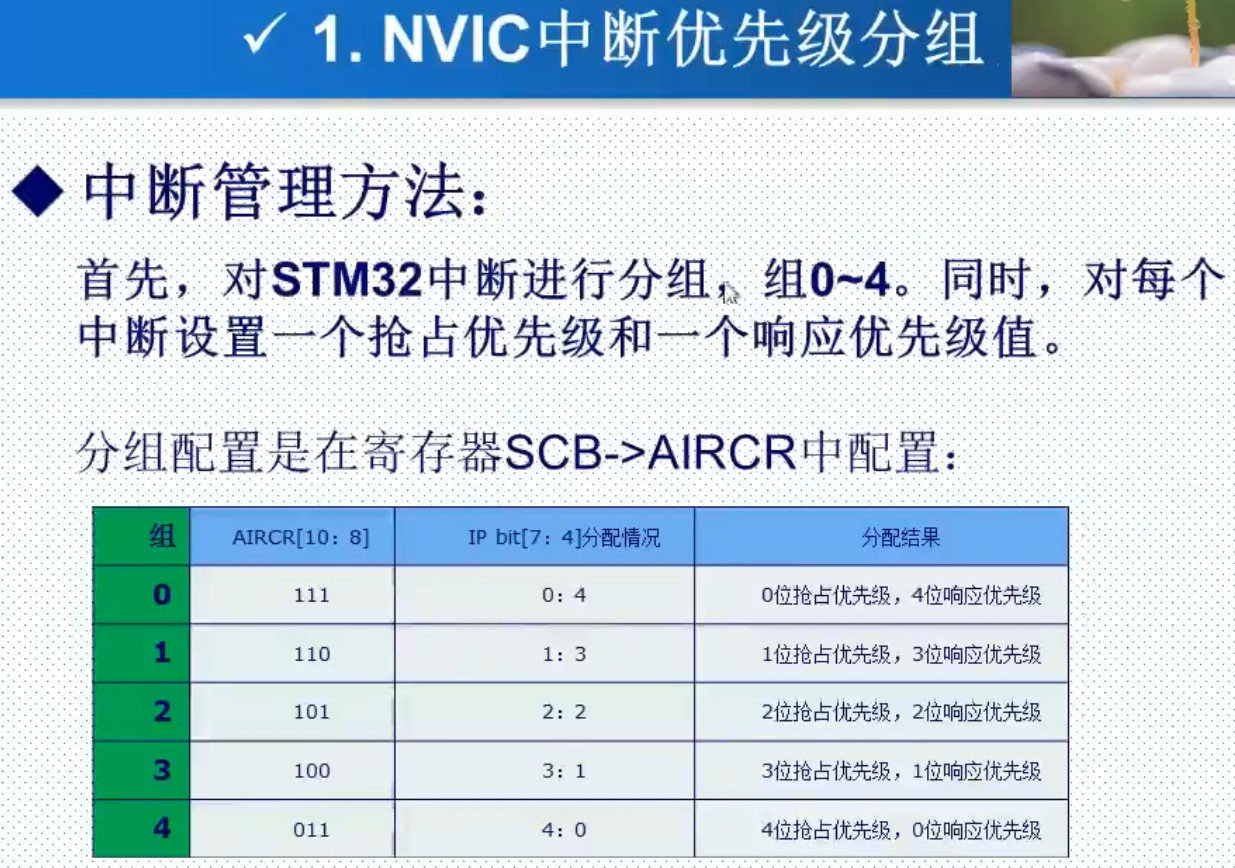 ✓ 1. NVIC中断优先级分组
◆ 中断管理方法：
首先，对STM32中断进行分组，组0~4。同时，对每个
中断设置一个抢占优先级和一个响应优先级值。
分组配置是在寄存器SCB->AIRCR中配置：
组 AIRCR[10：8] IP bit[7：4]分配情况 分配结果
0 111 0：4 0位抢占优先级，4位响应优先级
1 110 1：3 1位抢占优先级，3位响应优先级
2 101 2：2 2位抢占优先级，2位响应优先级
3 100 3：1 3位抢占优先级，1位响应优先级
4 011 4：0 4位抢占优先级，0位响应优先级